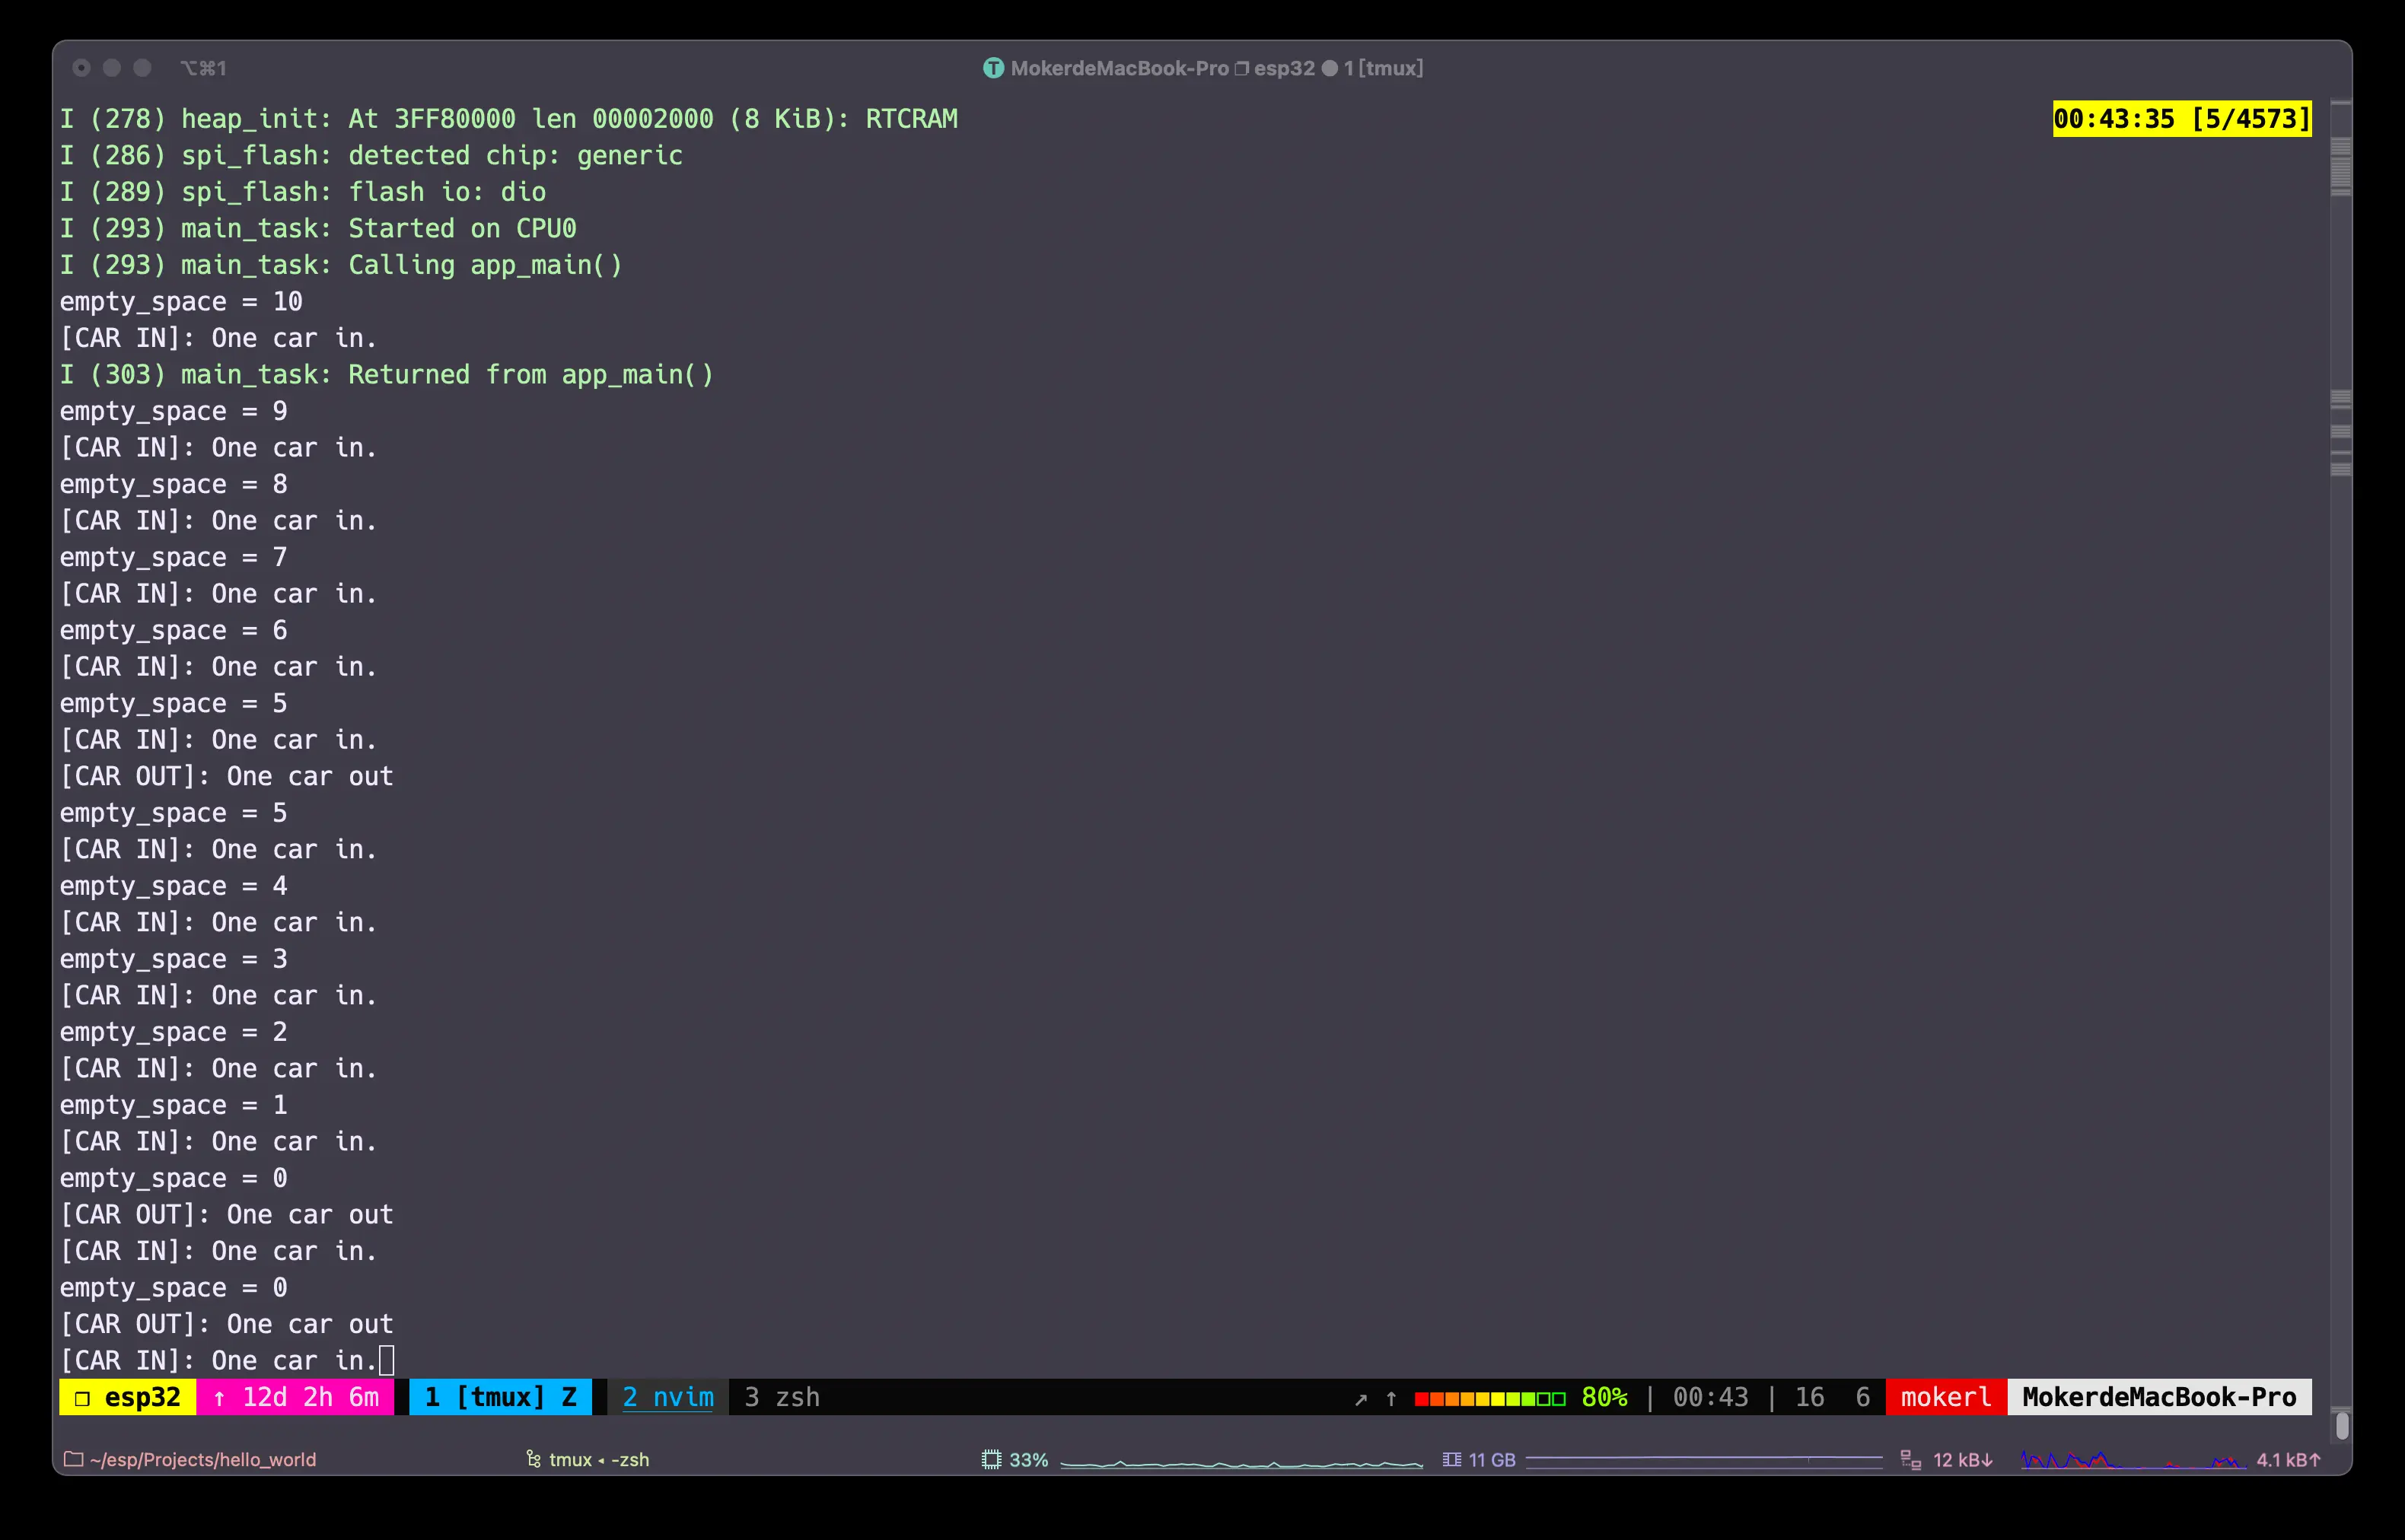 ⌥⌘1
T MokerdeMacBook-Pro ❐ esp32 ● 1 [tmux]
I (278) heap_init: At 3FF80000 len 00002000 (8 KiB): RTCRAM
00:43:35 [5/4573]
I (286) spi_flash: detected chip: generic
I (289) spi_flash: flash io: dio
I (293) main_task: Started on CPU0
I (293) main_task: Calling app_main()
empty_space = 10
[CAR IN]: One car in.
I (303) main_task: Returned from app_main()
empty_space = 9
[CAR IN]: One car in.
empty_space = 8
[CAR IN]: One car in.
empty_space = 7
[CAR IN]: One car in.
empty_space = 6
[CAR IN]: One car in.
empty_space = 5
[CAR IN]: One car in.
[CAR OUT]: One car out
empty_space = 5
[CAR IN]: One car in.
empty_space = 4
[CAR IN]: One car in.
empty_space = 3
[CAR IN]: One car in.
empty_space = 2
[CAR IN]: One car in.
empty_space = 1
[CAR IN]: One car in.
empty_space = 0
[CAR OUT]: One car out
[CAR IN]: One car in.
empty_space = 0
[CAR OUT]: One car out
[CAR IN]: One car in.
❐ esp32 ↑ 12d 2h 6m 1 [tmux] Z 2 nvim 3 zsh ↗ ↑ 80% | 00:43 | 16 6 mokerl MokerdeMacBook-Pro
~/esp/Projects/hello_world tmux ◂ -zsh 33% 11 GB 12 kB↓ 4.1 kB↑